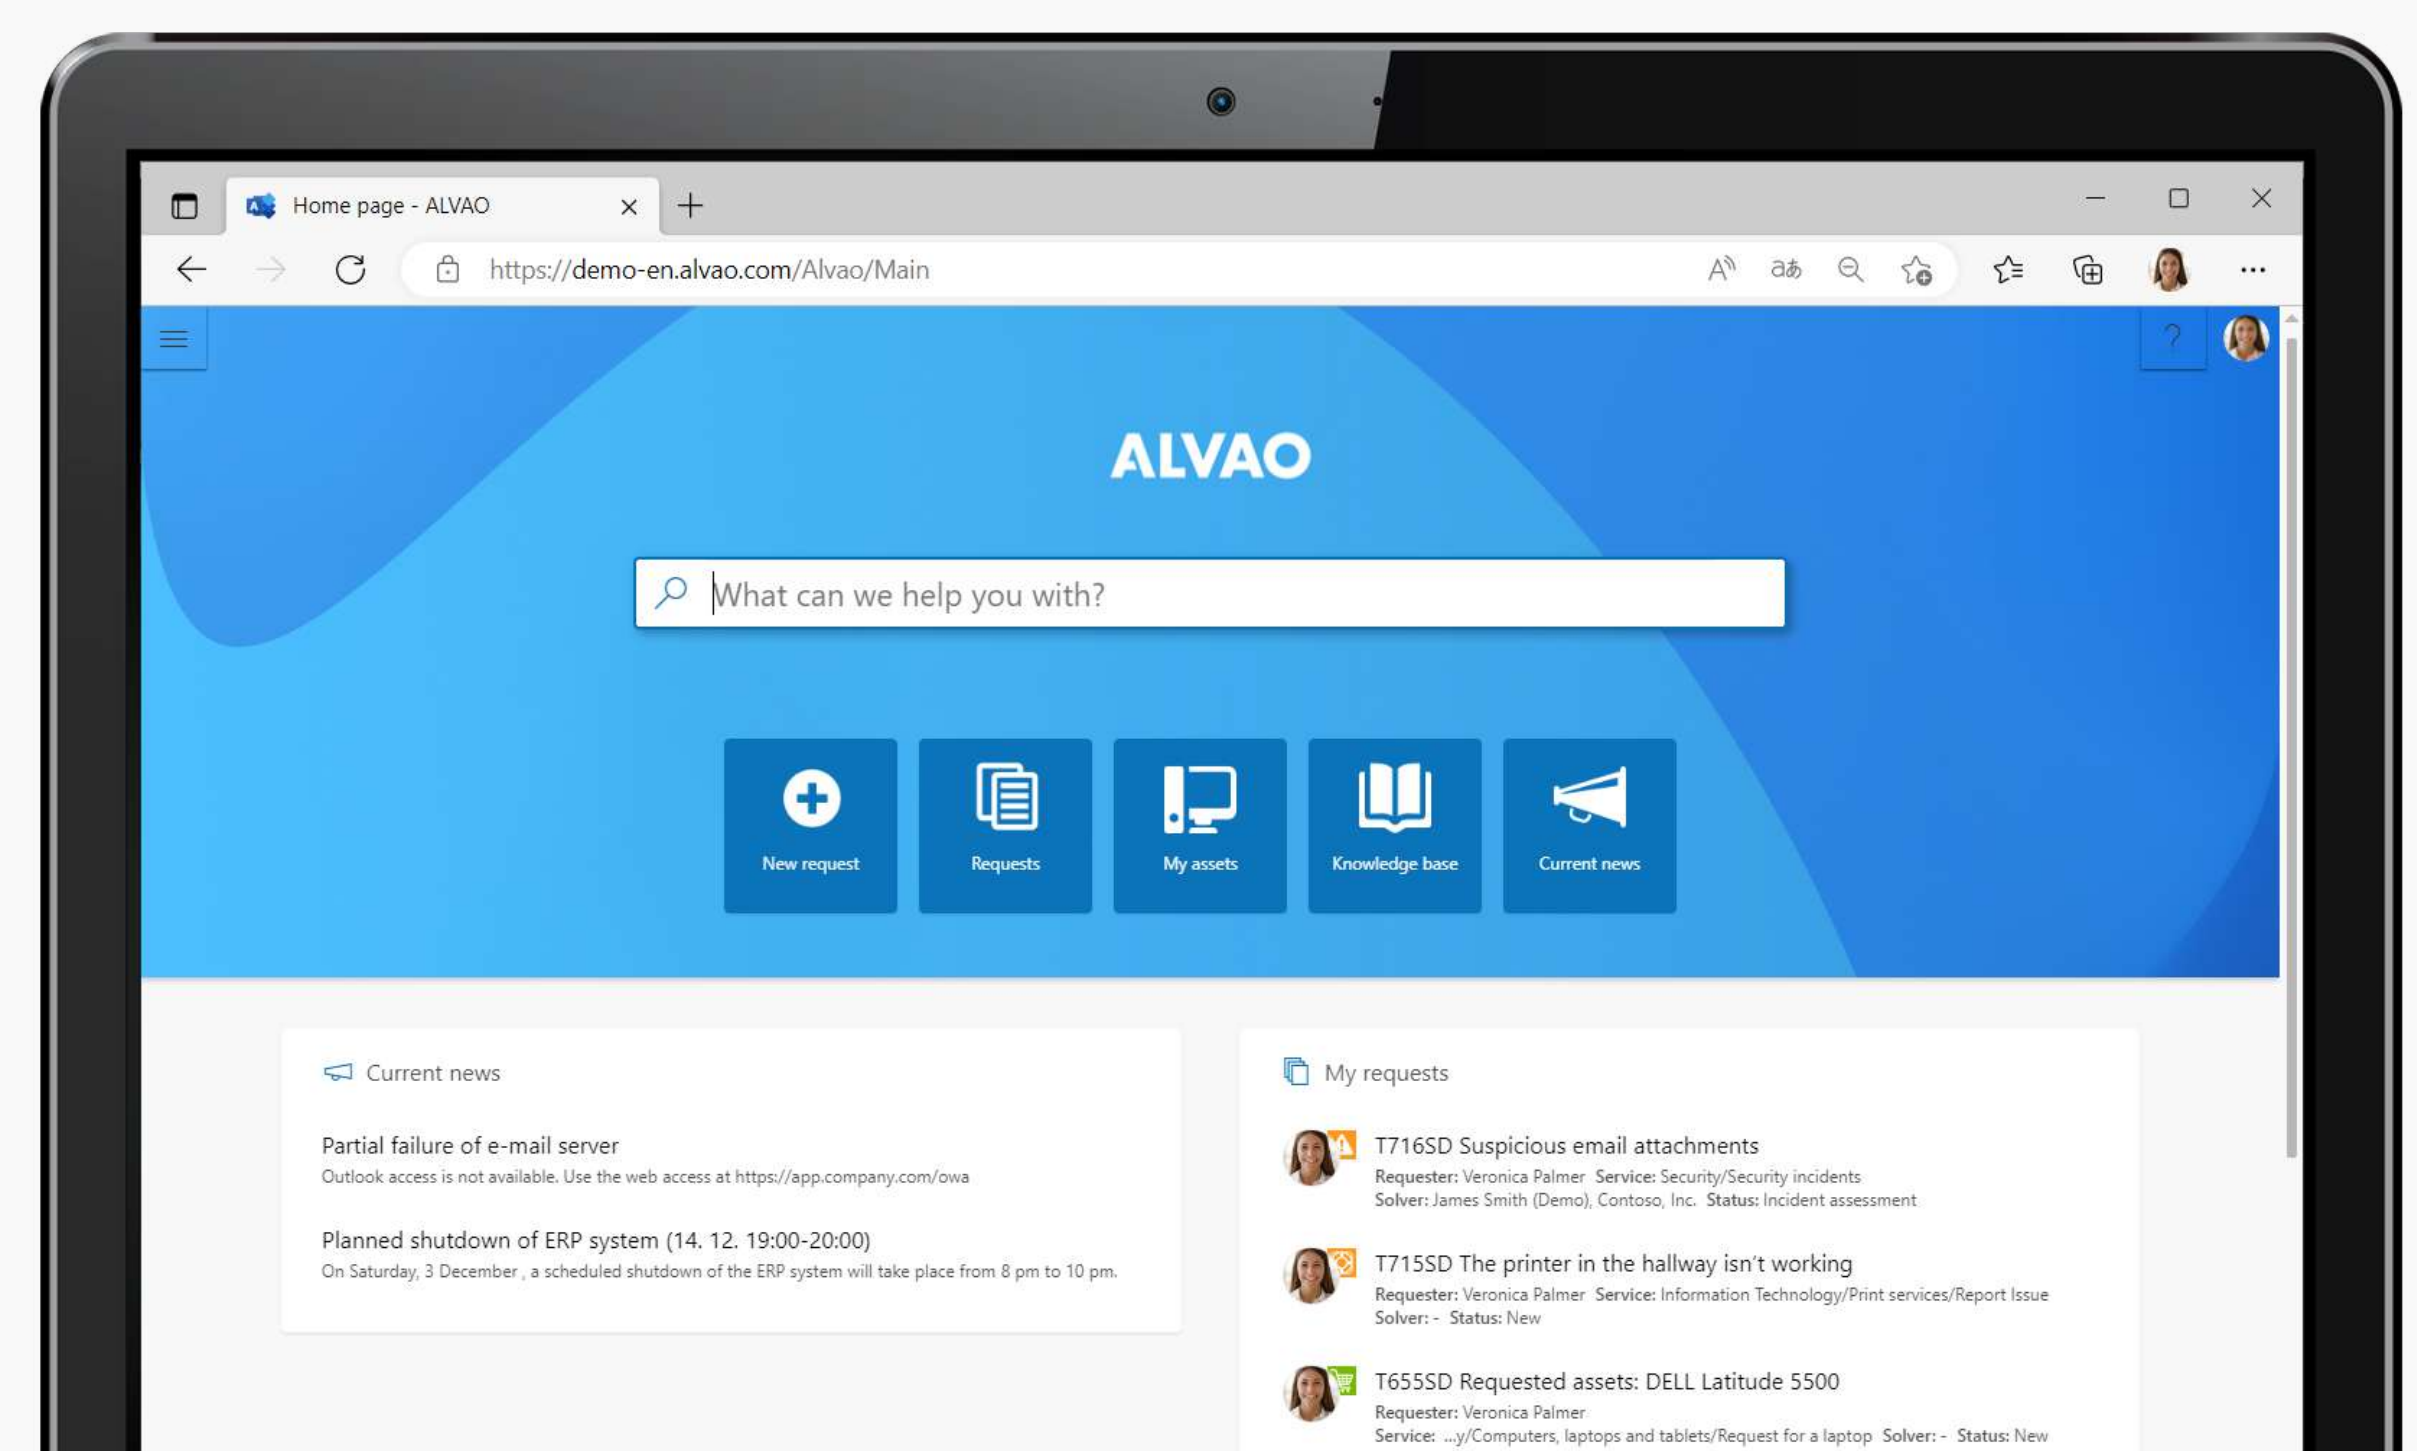 Home page - ALVAO
https://demo-en.alvao.com/Alvao/Main
ALVAO
What can we help you with?
New request
Requests
My assets
Knowledge base
Current news
Current news
Partial failure of e-mail server
Outlook access is not available. Use the web access at https://app.company.com/owa
Planned shutdown of ERP system (14. 12. 19:00-20:00)
On Saturday, 3 December , a scheduled shutdown of the ERP system will take place from 8 pm to 10 pm.
My requests
T716SD Suspicious email attachments
Requester: Veronica Palmer Service: Security/Security incidents
Solver: James Smith (Demo), Contoso, Inc. Status: Incident assessment
T715SD The printer in the hallway isn't working
Requester: Veronica Palmer Service: Information Technology/Print services/Report Issue
Solver: - Status: New
T655SD Requested assets: DELL Latitude 5500
Requester: Veronica Palmer
Service: ...y/Computers, laptops and tablets/Request for a laptop Solver: - Status: New